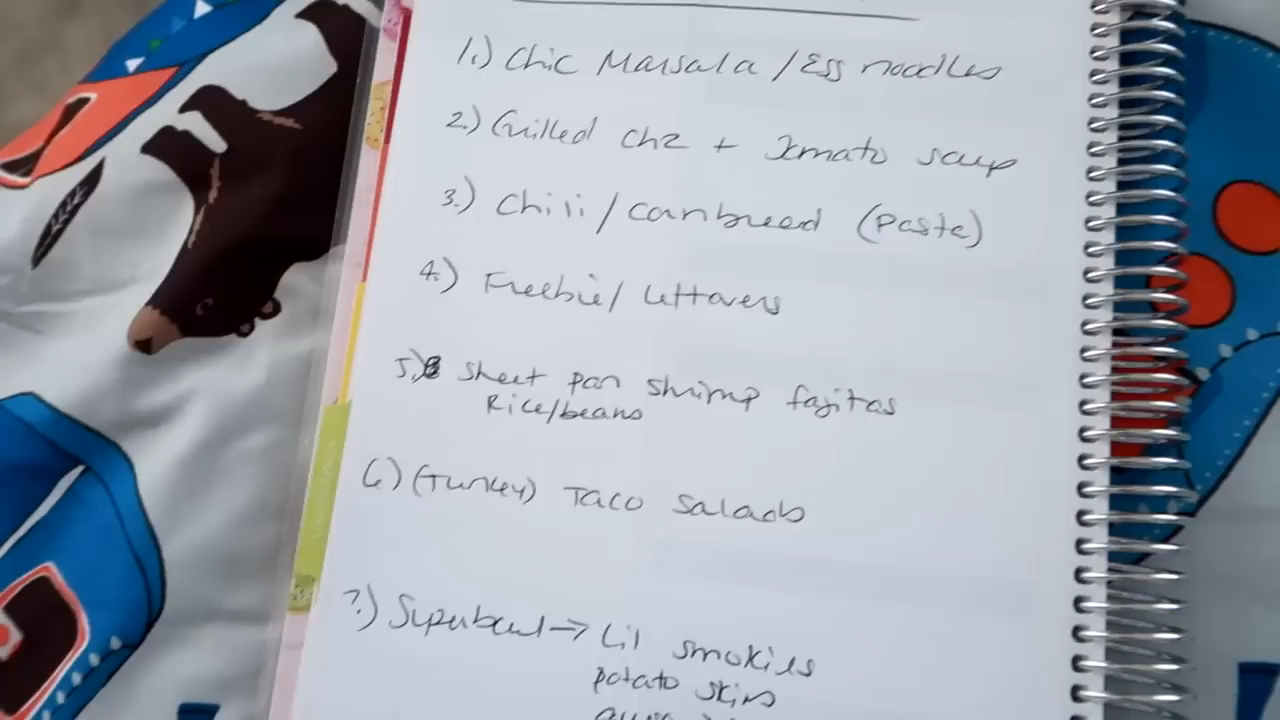 1.) Chic Marsala / Egg noodles
2.) Grilled chz + Tomato soup
3.) Chili / Cornbread (Pasta)
4.) Freebie / Leftovers
5.) Sheet pan shrimp fajitas
Rice/beans
6.) (Turkey) Taco Salads
7.) Superbowl → Lil smokies
potato skins